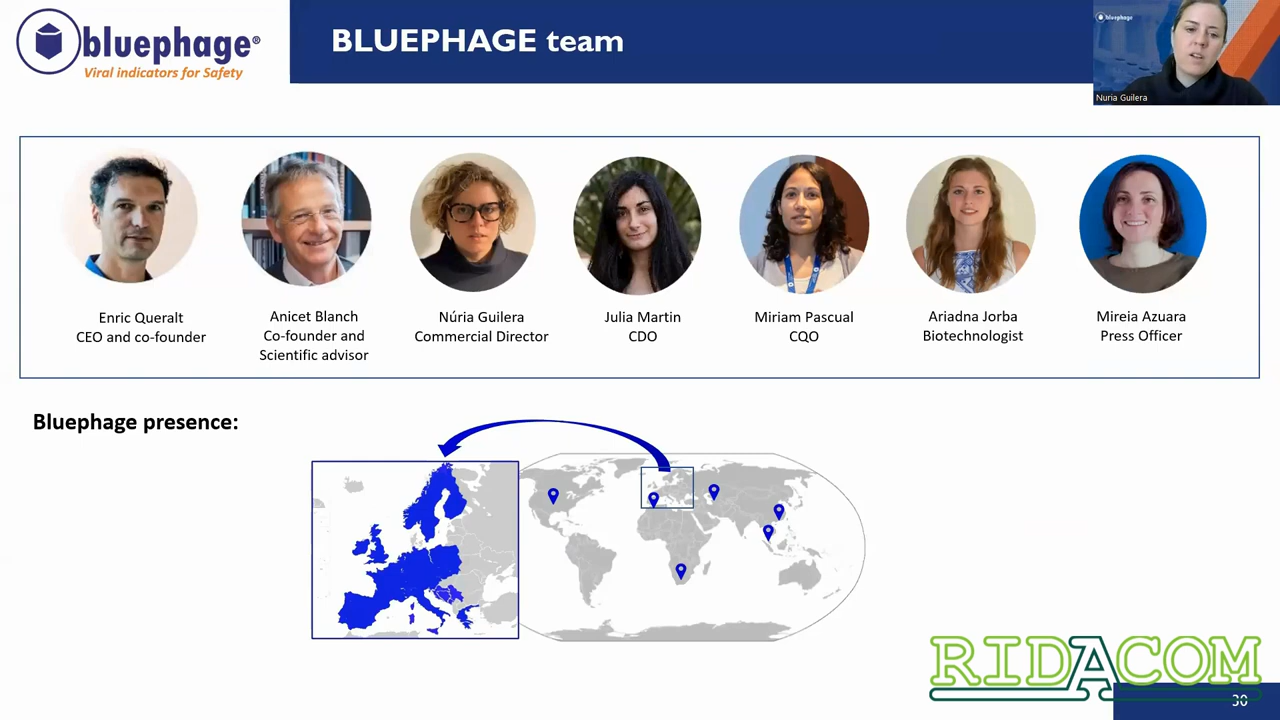 bluephage®
Viral indicators for Safety
BLUEPHAGE team
bluephage
Nuria Guilera
Enric Queralt
CEO and co-founder
Anicet Blanch
Co-founder and
Scientific advisor
Núria Guilera
Commercial Director
Julia Martin
CDO
Miriam Pascual
CQO
Ariadna Jorba
Biotechnologist
Mireia Azuara
Press Officer
Bluephage presence:
RIDACOM
30